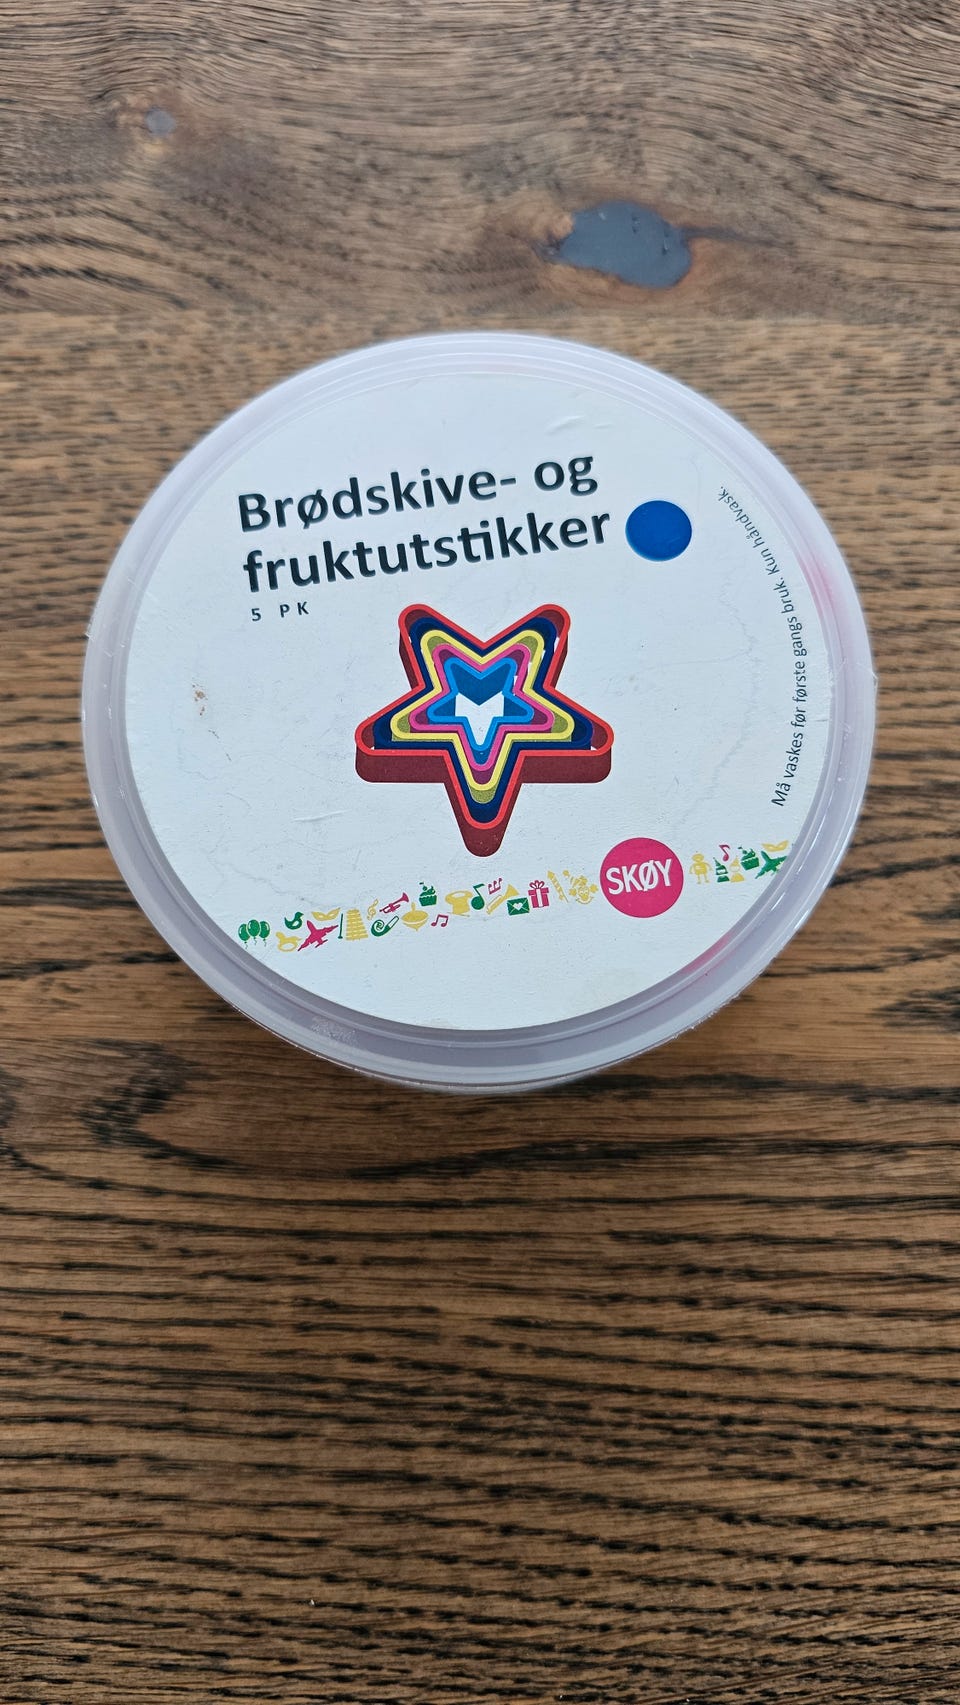 Brødskive- og
fruktutstikker
5 PK
Må vaskes før første gangs bruk. Kun håndvask.
SKØY